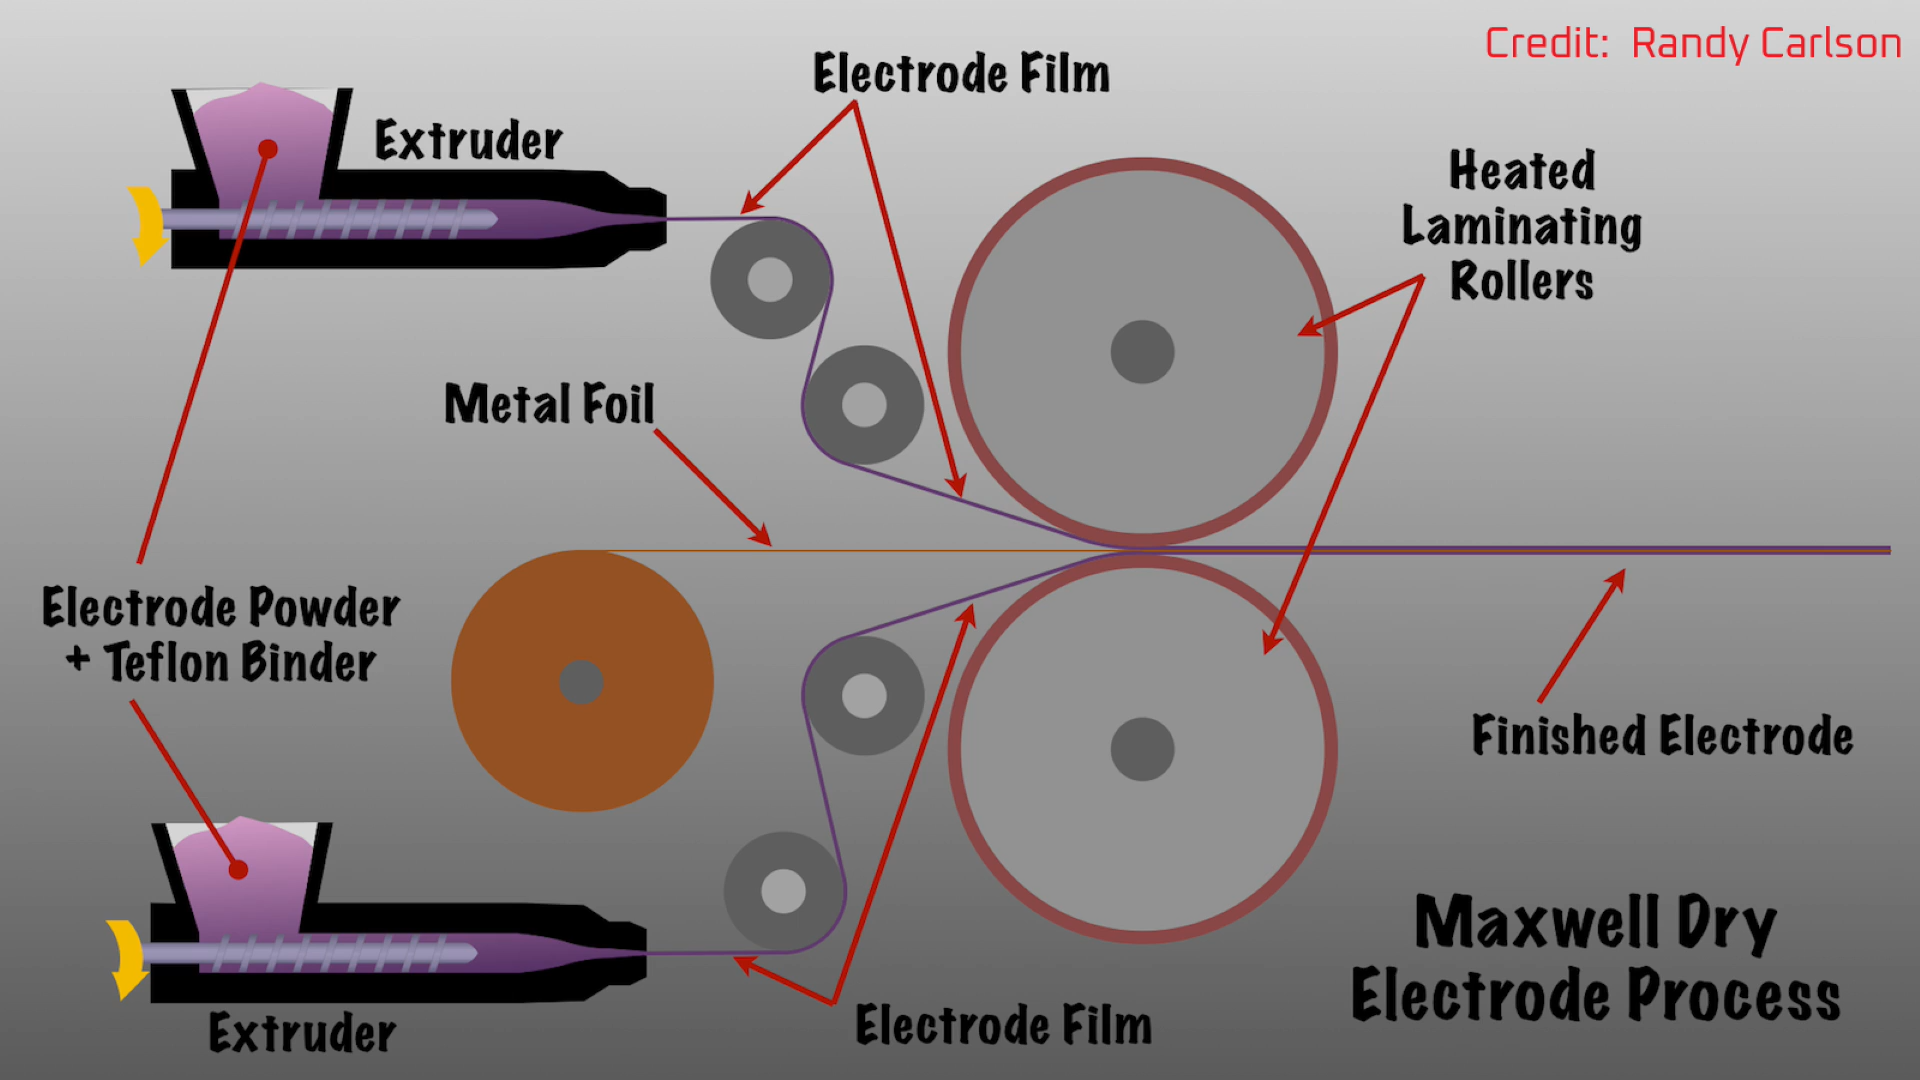 Credit: Randy Carlson
Electrode Film
Extruder
Heated
Laminating
Rollers
Metal Foil
Electrode Powder
+ Teflon Binder
Finished Electrode
Maxwell Dry
Electrode Process
Extruder
Electrode Film